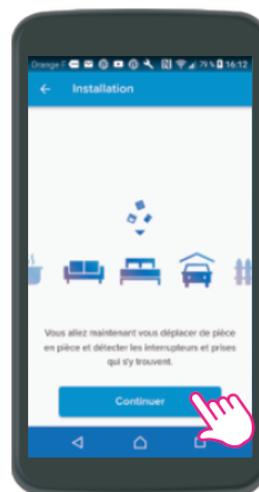 Orange F 79 % 16:12
Installation
Vous allez maintenant vous déplacer de pièce
en pièce et détecter les interrupteurs et prises
qui s'y trouvent.
Continuer